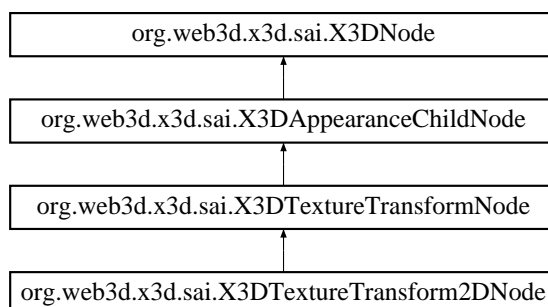 org.web3d.x3d.sai.X3DNode
org.web3d.x3d.sai.X3DAppearanceChildNode
org.web3d.x3d.sai.X3DTextureTransformNode
org.web3d.x3d.sai.X3DTextureTransform2DNode